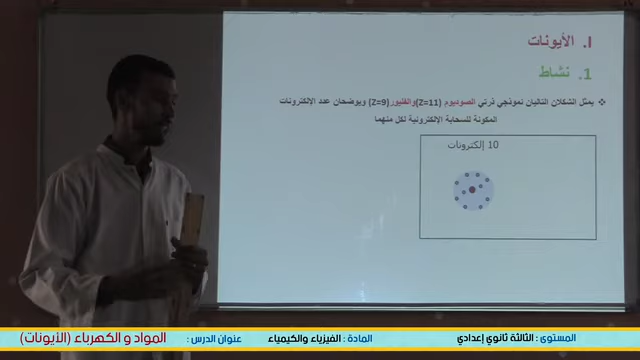 I. الأيونات
1. نشاط
❖ يمثل الشكلان التاليان نموذجي ذرتي الصوديوم (Z=11) والفليور (Z=9) ويوضحان عدد الإلكترونات
المكونة للسحابة الإلكترونية لكل منهما
10 إلكترونات
المستوى : الثالثة ثانوي إعدادي المادة : الفيزياء والكيمياء عنوان الدرس : المواد و الكهرباء (الأيونات)